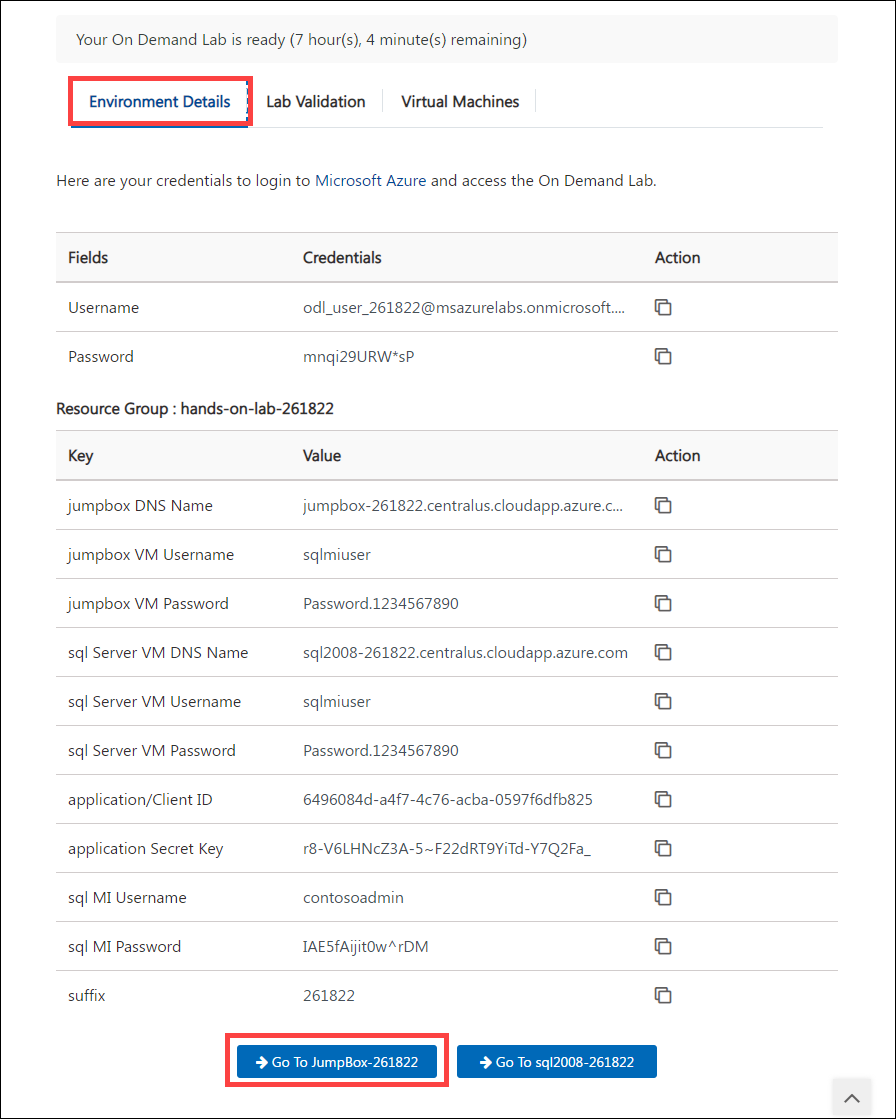 Your On Demand Lab is ready (7 hour(s), 4 minute(s) remaining)
Environment Details Lab Validation Virtual Machines
Here are your credentials to login to Microsoft Azure and access the On Demand Lab.
Fields Credentials Action
Username odl_user_261822@msazurelabs.onmicrosoft....
Password mnqi29URW*sP
Resource Group : hands-on-lab-261822
Key Value Action
jumpbox DNS Name jumpbox-261822.centralus.cloudapp.azure.c...
jumpbox VM Username sqlmiuser
jumpbox VM Password Password.1234567890
sql Server VM DNS Name sql2008-261822.centralus.cloudapp.azure.com
sql Server VM Username sqlmiuser
sql Server VM Password Password.1234567890
application/Client ID 6496084d-a4f7-4c76-acba-0597f6dfb825
application Secret Key r8-V6LHNcZ3A-5~F22dRT9YiTd-Y7Q2Fa_
sql MI Username contosoadmin
sql MI Password IAE5fAijit0w^rDM
suffix 261822
Go To JumpBox-261822 Go To sql2008-261822